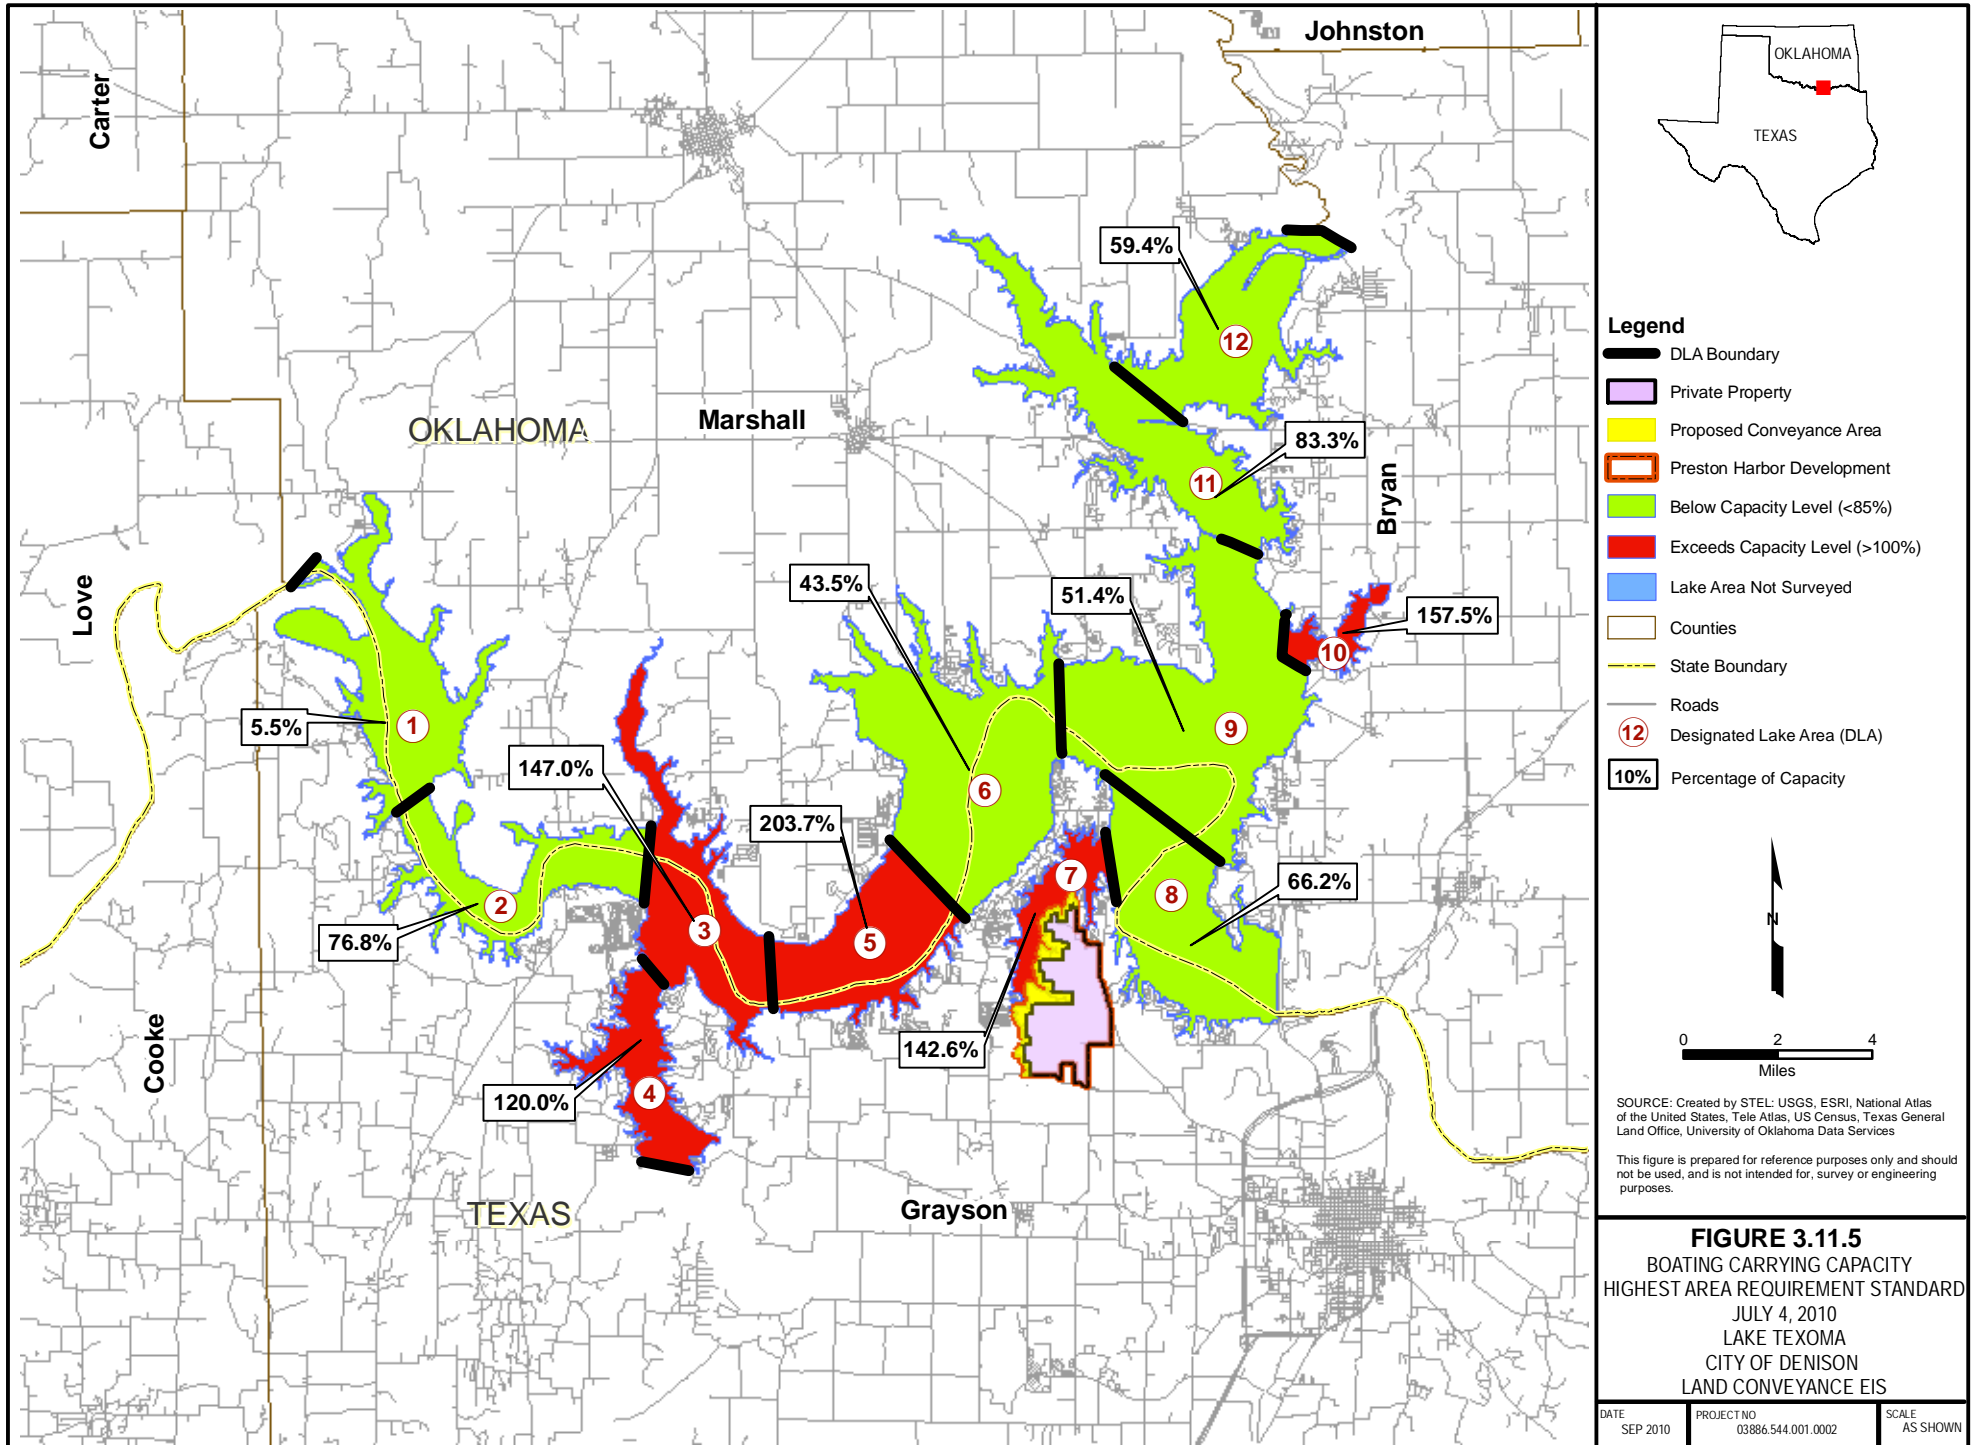 Johnston
Carter
59.4%
12
OKLAHOMA
Marshall
83.3%
11
Bryan
Love
43.5%
51.4%
157.5%
10
5.5%
1
147.0%
9
6
203.7%
7
8
66.2%
2
76.8%
3
5
142.6%
Cooke
120.0%
4
TEXAS
Grayson
OKLAHOMA
TEXAS
Legend
DLA Boundary
Private Property
Proposed Conveyance Area
Preston Harbor Development
Below Capacity Level (<85%)
Exceeds Capacity Level (>100%)
Lake Area Not Surveyed
Counties
State Boundary
Roads
12 Designated Lake Area (DLA)
10% Percentage of Capacity
N
0 2 4
Miles
SOURCE: Created by STEL: USGS, ESRI, National Atlas
of the United States, Tele Atlas, US Census, Texas General
Land Office, University of Oklahoma Data Services
This figure is prepared for reference purposes only and should
not be used, and is not intended for, survey or engineering
purposes.
FIGURE 3.11.5
BOATING CARRYING CAPACITY
HIGHEST AREA REQUIREMENT STANDARD
JULY 4, 2010
LAKE TEXOMA
CITY OF DENISON
LAND CONVEYANCE EIS
DATE
SEP 2010
PROJECT NO
03886.544.001.0002
SCALE
AS SHOWN